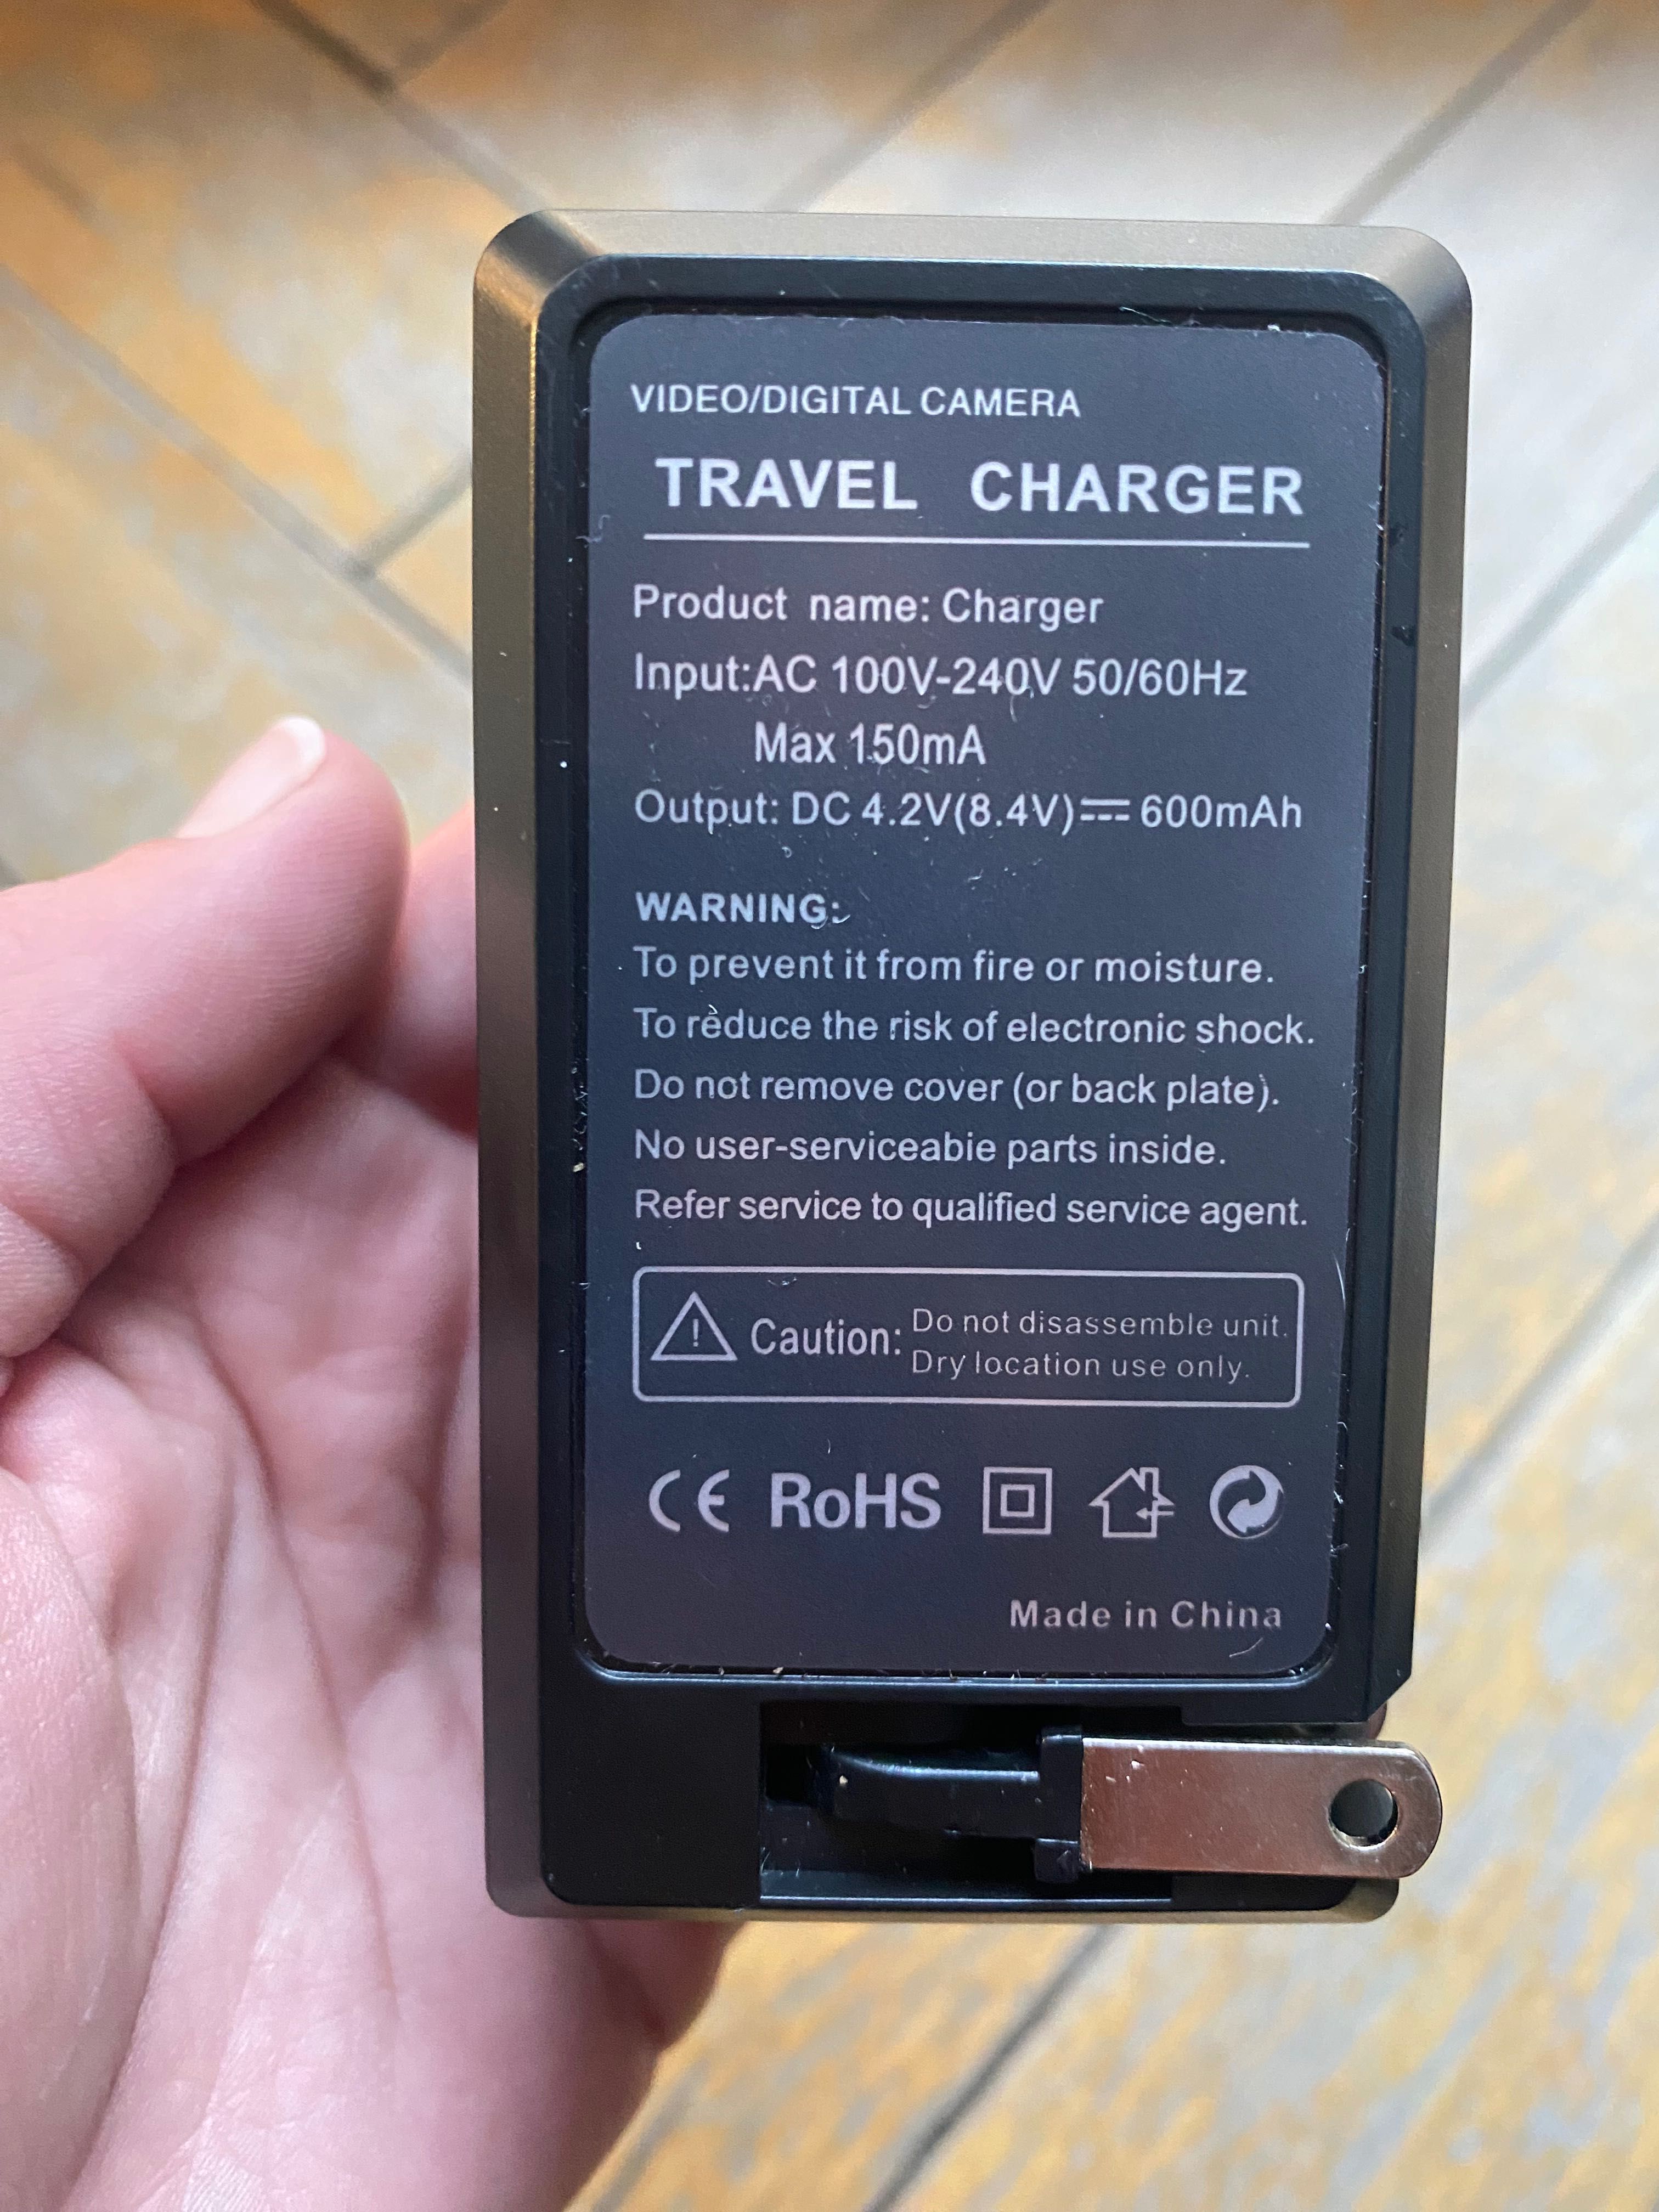 VIDEO/DIGITAL CAMERA
TRAVEL CHARGER
Product name: Charger
Input:AC 100V-240V 50/60Hz
Max 150mA
Output: DC 4.2V(8.4V)⎓600mAh
WARNING:
To prevent it from fire or moisture.
To reduce the risk of electronic shock.
Do not remove cover (or back plate).
No user-serviceabie parts inside.
Refer service to qualified service agent.
Caution: Do not disassemble unit.
Dry location use only.
CE RoHS
Made in China